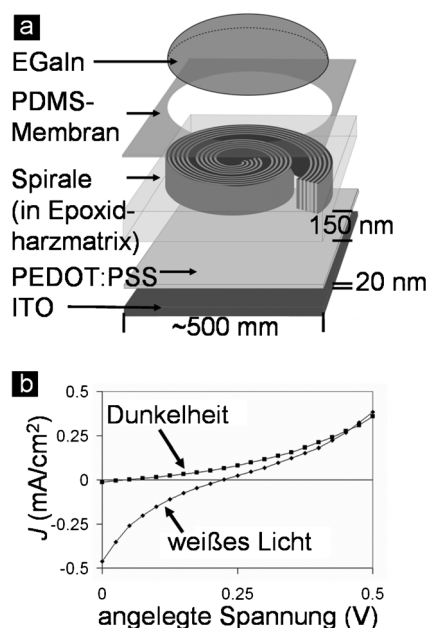 a
EGaIn
PDMS-
Membran
Spirale
(in Epoxid-
harzmatrix)
150 nm
PEDOT:PSS
20 nm
ITO
~500 mm
b
0.5
Dunkelheit
0.25
0
-0.25
weißes Licht
-0.5
J (mA/cm²)
0
0.25
0.5
angelegte Spannung (V)